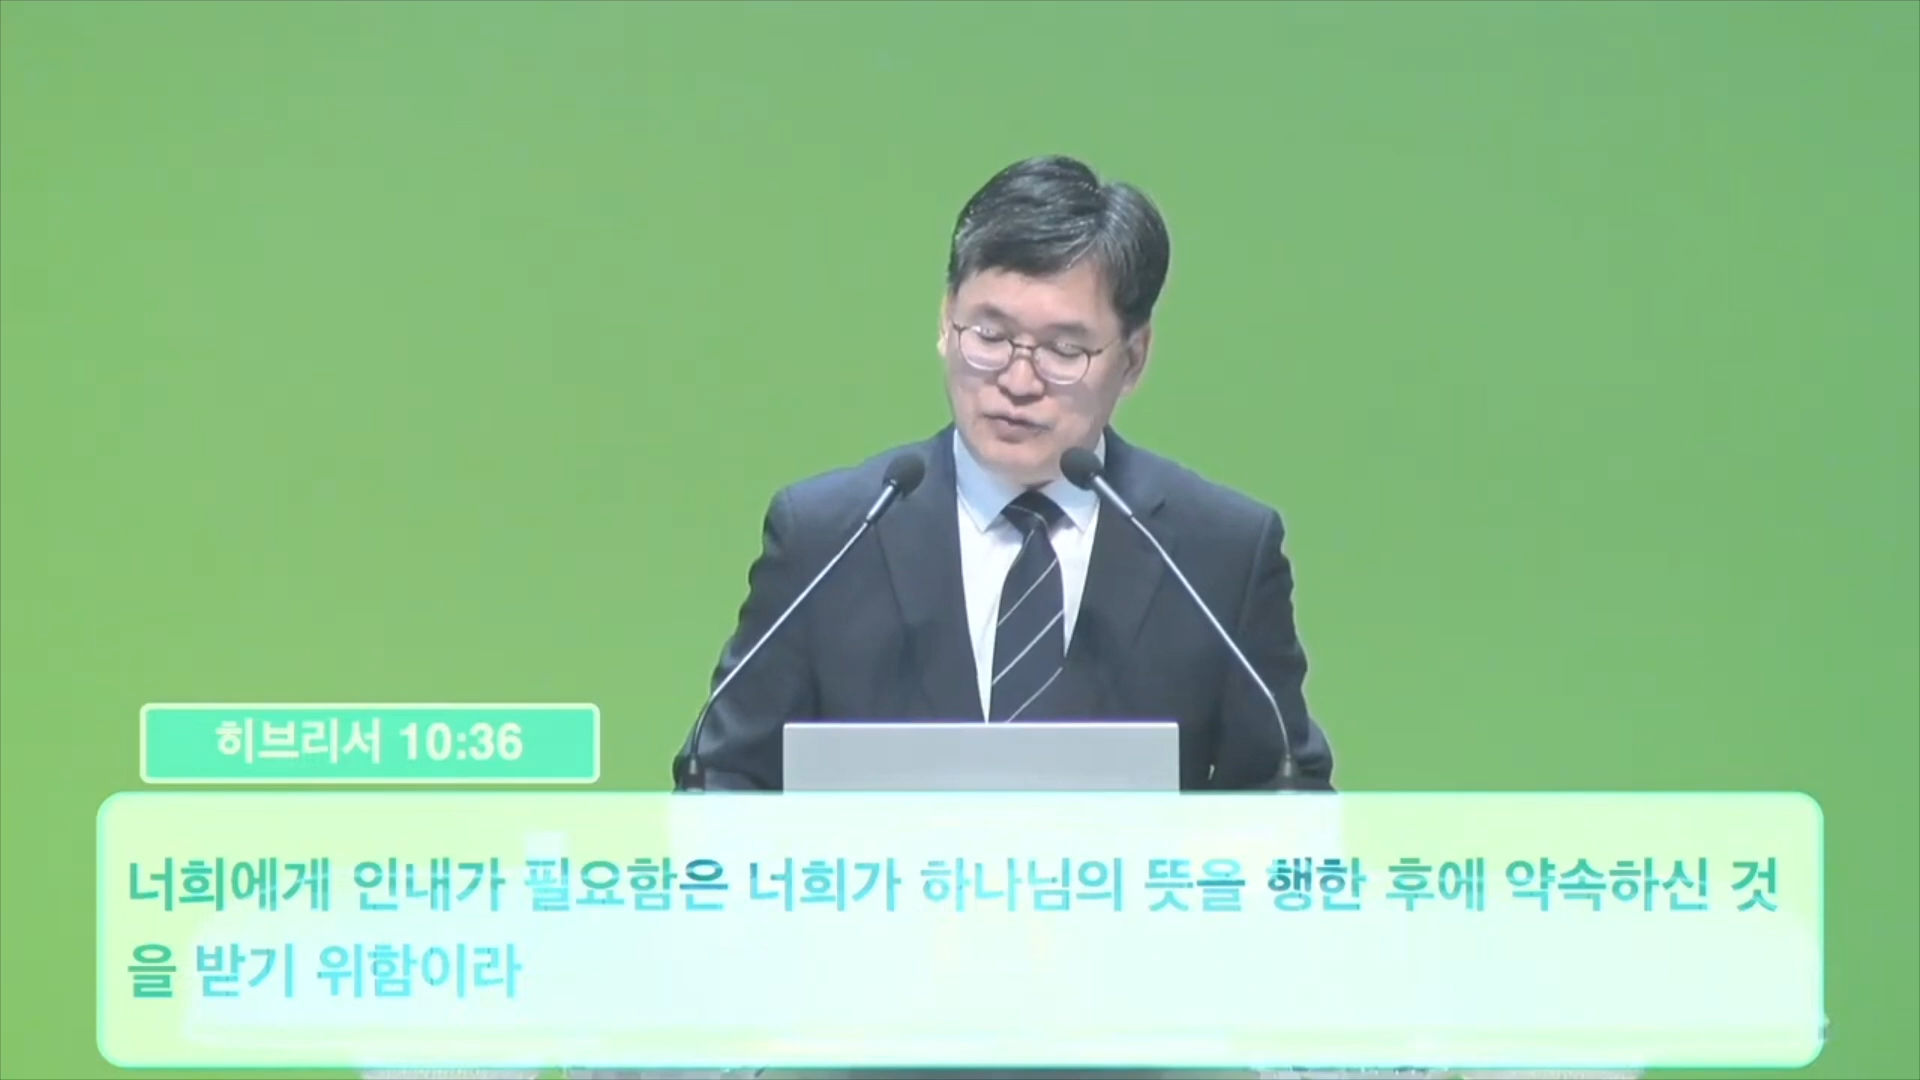 히브리서 10:36
너희에게 인내가 필요함은 너희가 하나님의 뜻을 행한 후에 약속하신 것
을 받기 위함이라